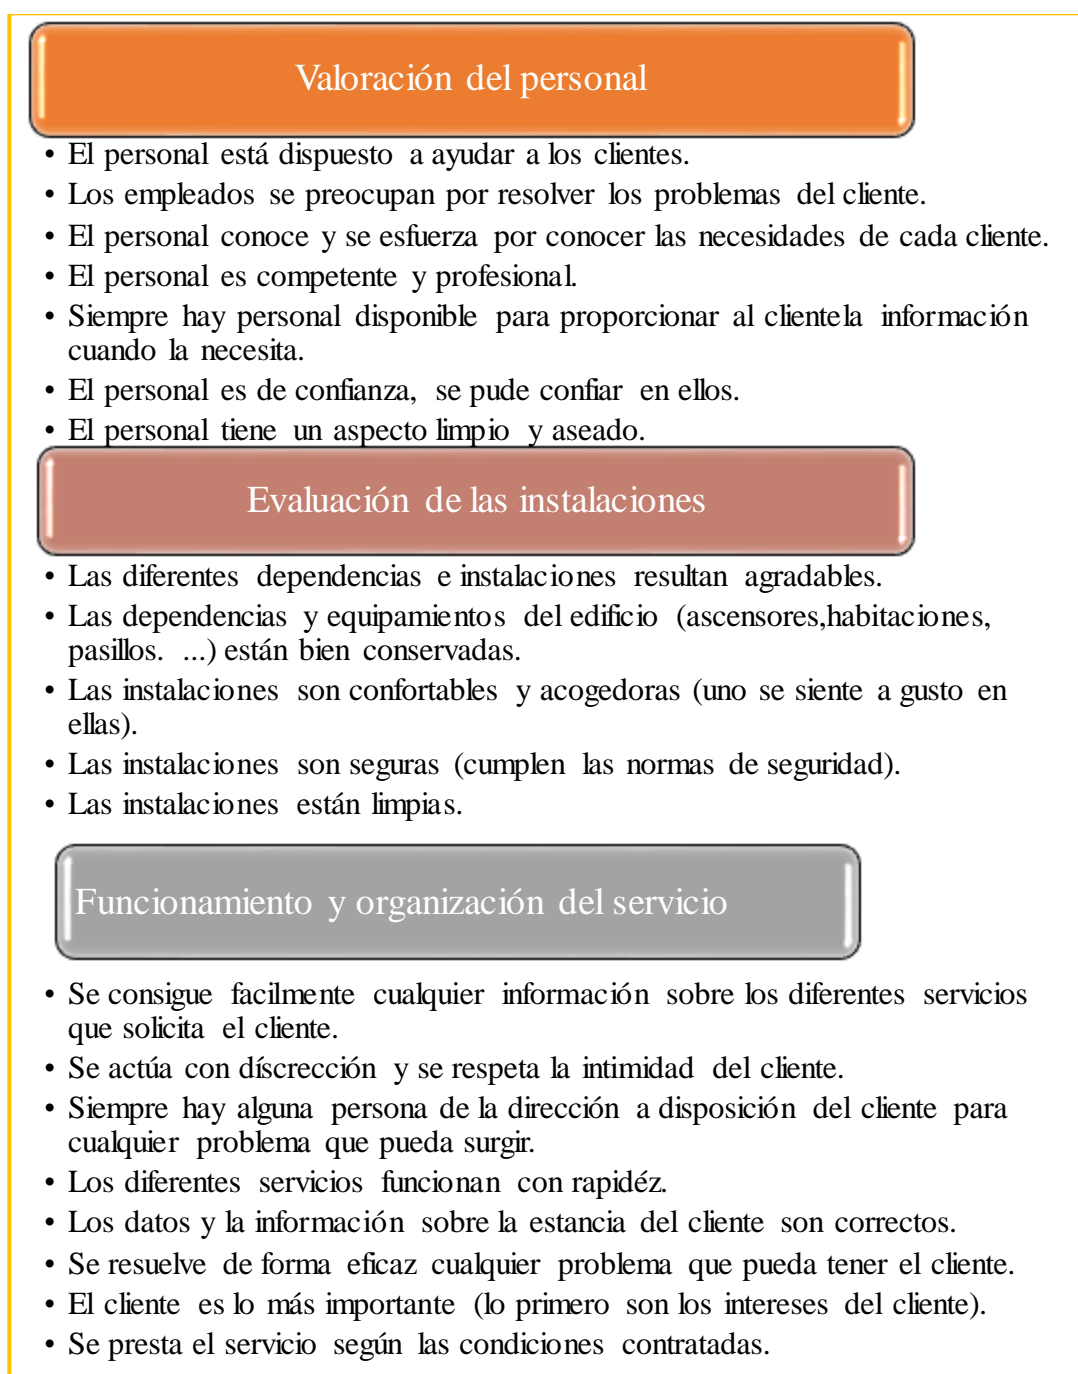 Valoración del personal
• El personal está dispuesto a ayudar a los clientes.
• Los empleados se preocupan por resolver los problemas del cliente.
• El personal conoce y se esfuerza por conocer las necesidades de cada cliente.
• El personal es competente y profesional.
• Siempre hay personal disponible para proporcionar al clientela información
cuando la necesita.
• El personal es de confianza, se pude confiar en ellos.
• El personal tiene un aspecto limpio y aseado.
Evaluación de las instalaciones
• Las diferentes dependencias e instalaciones resultan agradables.
• Las dependencias y equipamientos del edificio (ascensores,habitaciones,
pasillos. ...) están bien conservadas.
• Las instalaciones son confortables y acogedoras (uno se siente a gusto en
ellas).
• Las instalaciones son seguras (cumplen las normas de seguridad).
• Las instalaciones están limpias.
Funcionamiento y organización del servicio
• Se consigue facilmente cualquier información sobre los diferentes servicios
que solicita el cliente.
• Se actúa con díscrección y se respeta la intimidad del cliente.
• Siempre hay alguna persona de la dirección a disposición del cliente para
cualquier problema que pueda surgir.
• Los diferentes servicios funcionan con rapidéz.
• Los datos y la información sobre la estancia del cliente son correctos.
• Se resuelve de forma eficaz cualquier problema que pueda tener el cliente.
• El cliente es lo más importante (lo primero son los intereses del cliente).
• Se presta el servicio según las condiciones contratadas.